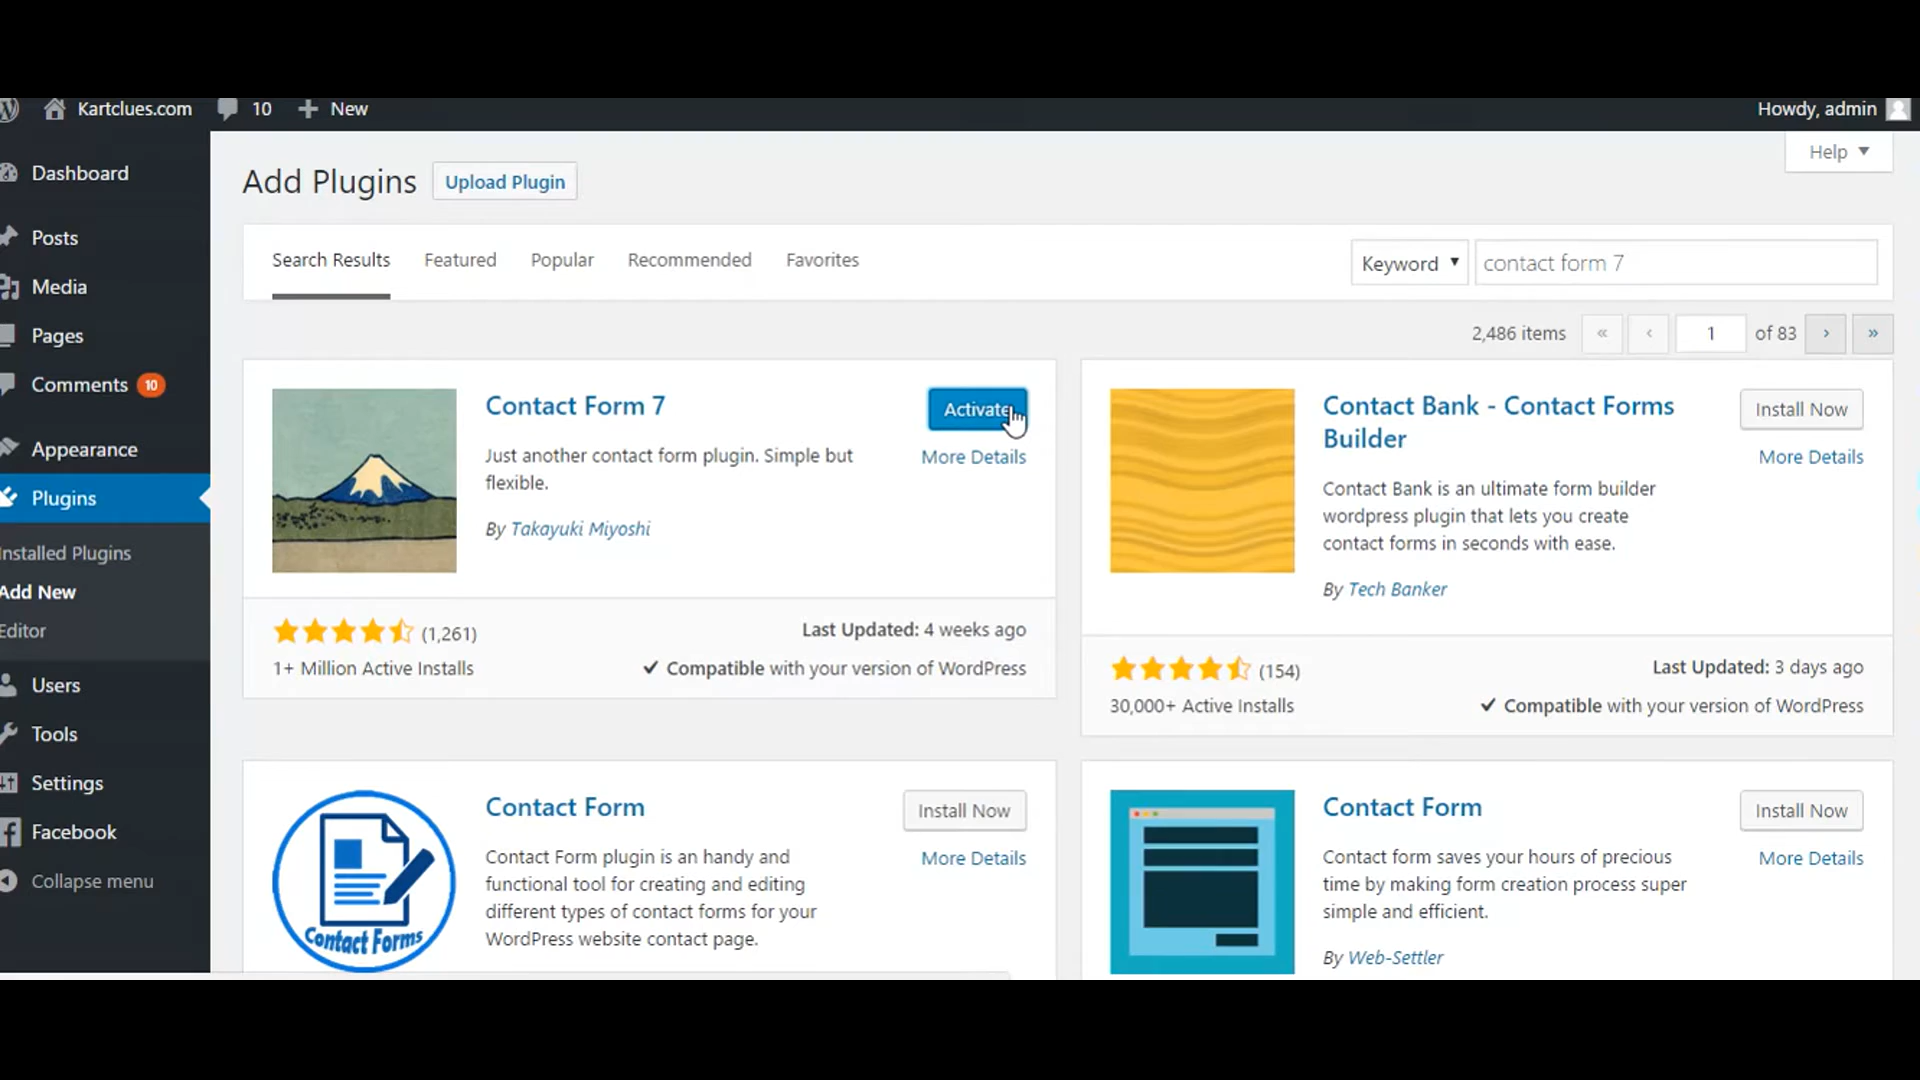 Kartclues.com 10 New Howdy, admin
Help
Dashboard
Posts
Media
Pages
Comments 10
Appearance
Plugins
Installed Plugins
Add New
Editor
Users
Tools
Settings
Facebook
Collapse menu
Add Plugins Upload Plugin
Search Results Featured Popular Recommended Favorites Keyword contact form 7
2,486 items « ‹ 1 of 83 › »
Contact Form 7
Activate
More Details
Just another contact form plugin. Simple but
flexible.
By Takayuki Miyoshi
(1,261)
Last Updated: 4 weeks ago
1+ Million Active Installs
Compatible with your version of WordPress
Contact Bank - Contact Forms
Builder
Install Now
More Details
Contact Bank is an ultimate form builder
wordpress plugin that lets you create
contact forms in seconds with ease.
By Tech Banker
(154)
Last Updated: 3 days ago
30,000+ Active Installs
Compatible with your version of WordPress
Contact Forms
Contact Form
Install Now
More Details
Contact Form plugin is an handy and
functional tool for creating and editing
different types of contact forms for your
WordPress website contact page.
Contact Form
Install Now
More Details
Contact form saves your hours of precious
time by making form creation process super
simple and efficient.
By Web-Settler